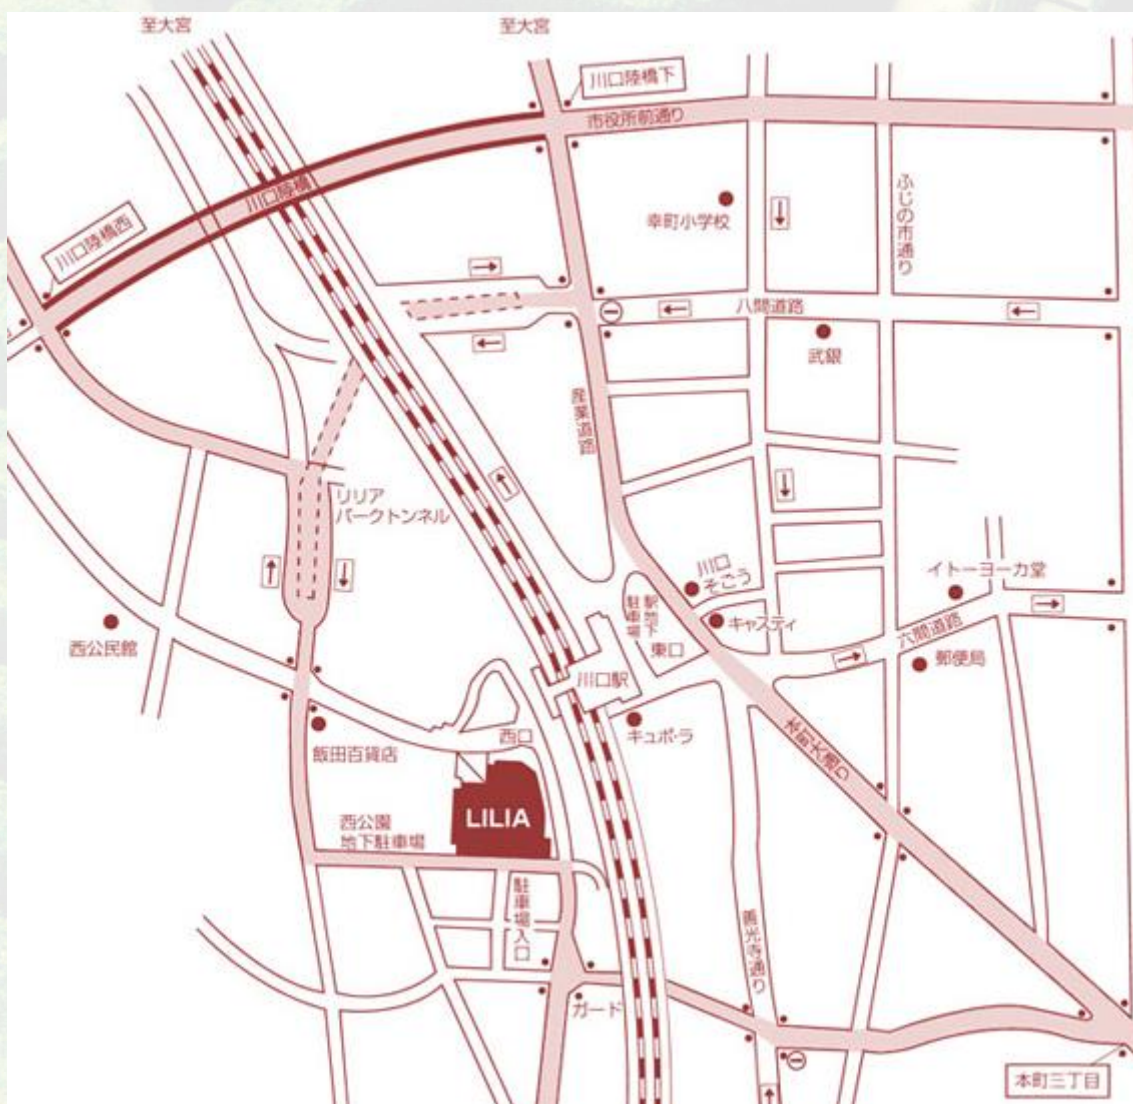 至大宮
至大宮
川口陸橋下
市役所前通り
川口陸橋
川口陸橋西
幸町小学校
ふじの市通り
八間道路
武銀
産業道路
リリア
パークトンネル
川口
そごう
イトーヨーカ堂
駅地下
駐車場
キャスティ
六間道路
西公民館
東口
郵便局
川口駅
西口
キュポ・ラ
本町大通り
飯田百貨店
LILIA
西公園
地下駐車場
駐車場入口
善光寺通り
ガード
本町三丁目